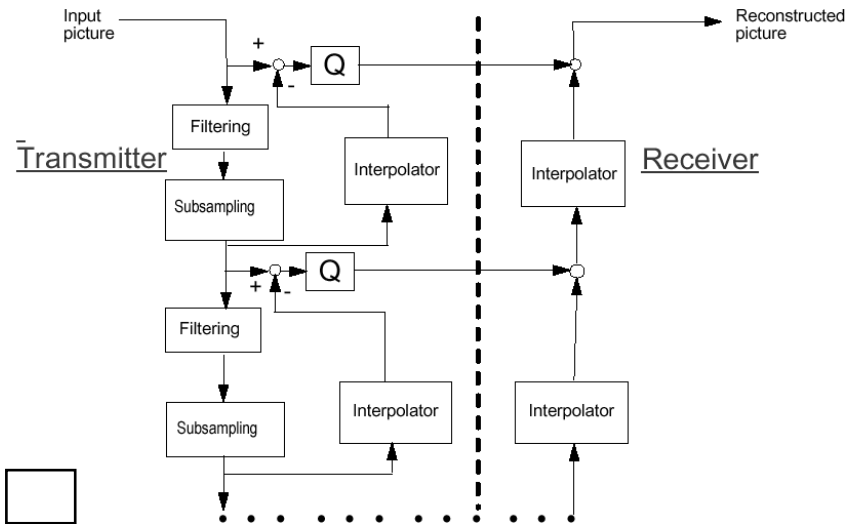 Input
picture
Reconstructed
picture
+
Q
-
Filtering
Transmitter
Interpolator
Interpolator
Receiver
Subsampling
Q
+
-
Filtering
Interpolator
Interpolator
Subsampling